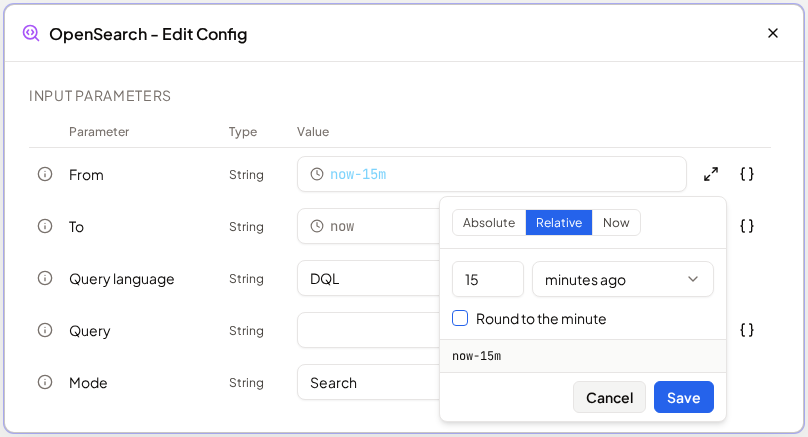 OpenSearch - Edit Config
INPUT PARAMETERS
Parameter Type Value
From String now-15m
To String now
Absolute Relative Now
Query language String DQL
15 minutes ago
Query String
Round to the minute
now-15m
Mode String Search
Cancel Save